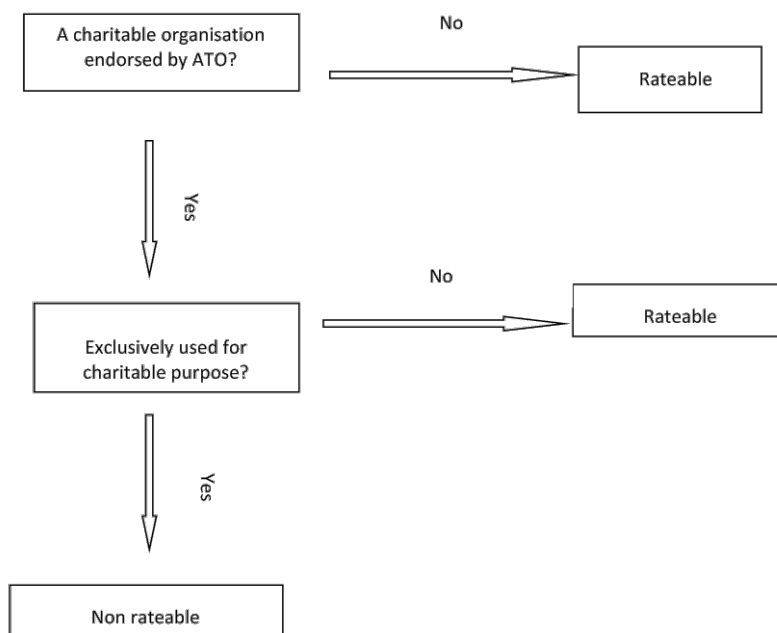 No
A charitable organisation
endorsed by ATO?
Rateable
Yes
No
Exclusively used for
charitable purpose?
Rateable
Yes
Non rateable